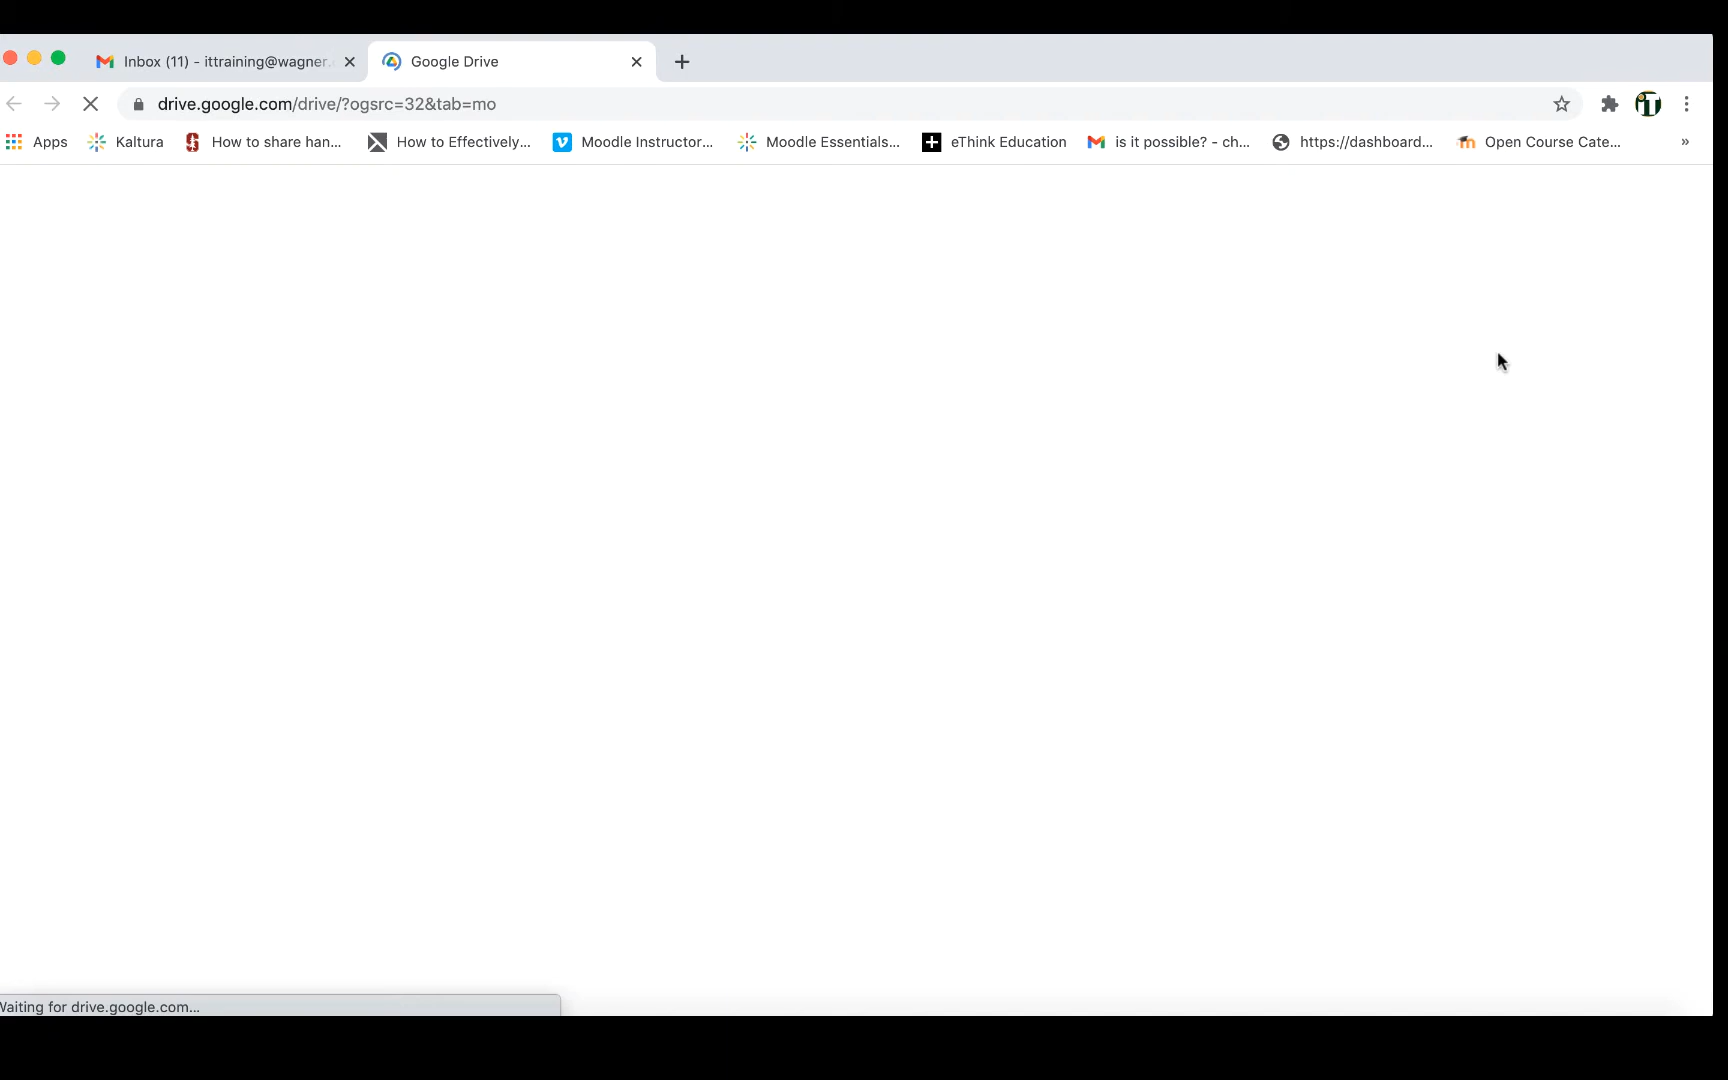 Inbox (11) - ittraining@wagner.
Google Drive
drive.google.com/drive/?ogsrc=32&tab=mo
Apps Kaltura How to share han... How to Effectively... Moodle Instructor... Moodle Essentials... eThink Education is it possible? - ch... https://dashboard... Open Course Cate... »
Waiting for drive.google.com...